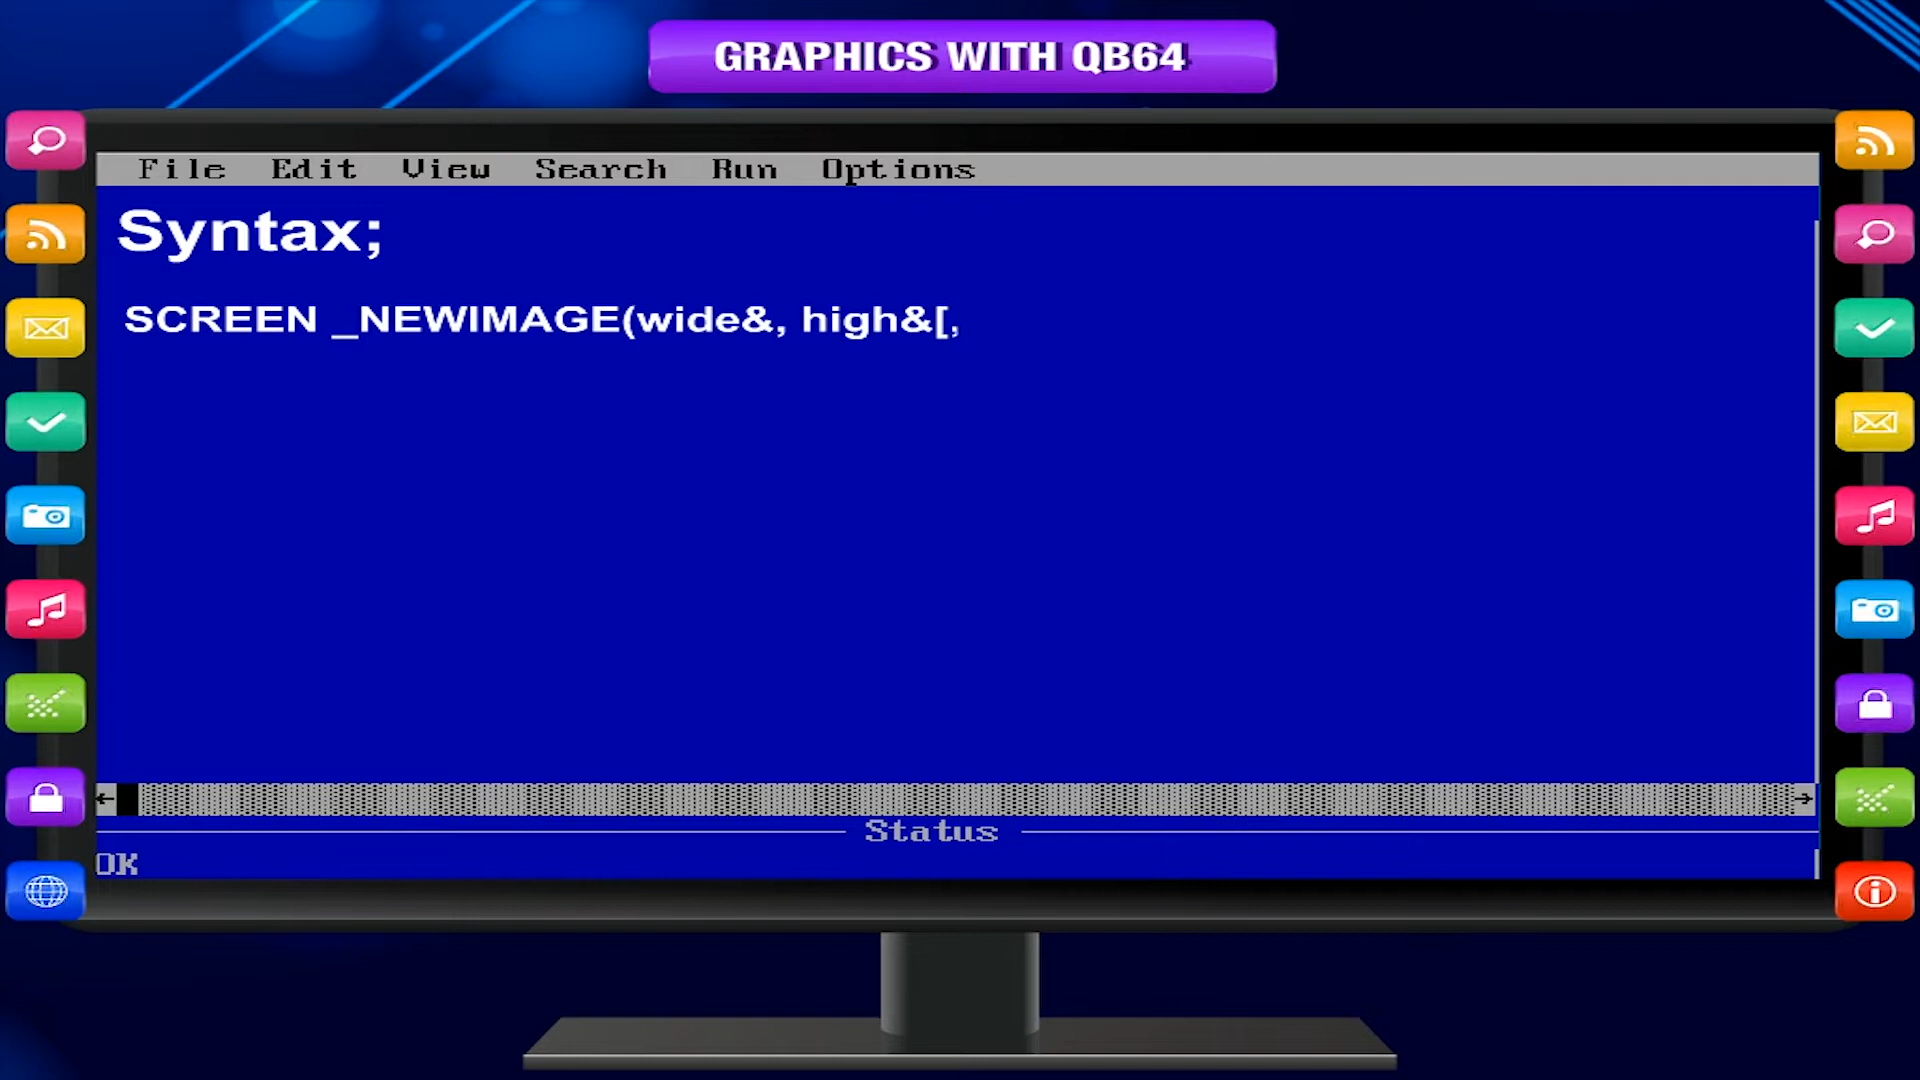 GRAPHICS WITH QB64
File Edit View Search Run Options
Syntax;
SCREEN _NEWIMAGE(wide&, high&[,
Status
OK